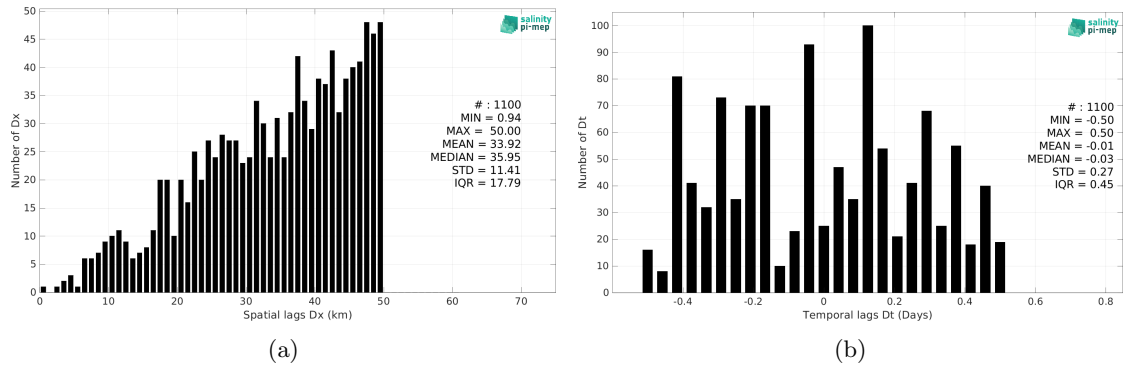 50
45
40
35
30
25
20
15
10
5
0
Number of Dx
0 10 20 30 40 50 60 70
Spatial lags Dx (km)
salinity
pi-mep
# : 1100
MIN = 0.94
MAX = 50.00
MEAN = 33.92
MEDIAN = 35.95
STD = 11.41
IQR = 17.79
(a)
100
90
80
70
60
50
40
30
20
10
0
Number of Dt
-0.4 -0.2 0 0.2 0.4 0.6 0.8
Temporal lags Dt (Days)
salinity
pi-mep
# : 1100
MIN = -0.50
MAX = 0.50
MEAN = -0.01
MEDIAN = -0.03
STD = 0.27
IQR = 0.45
(b)